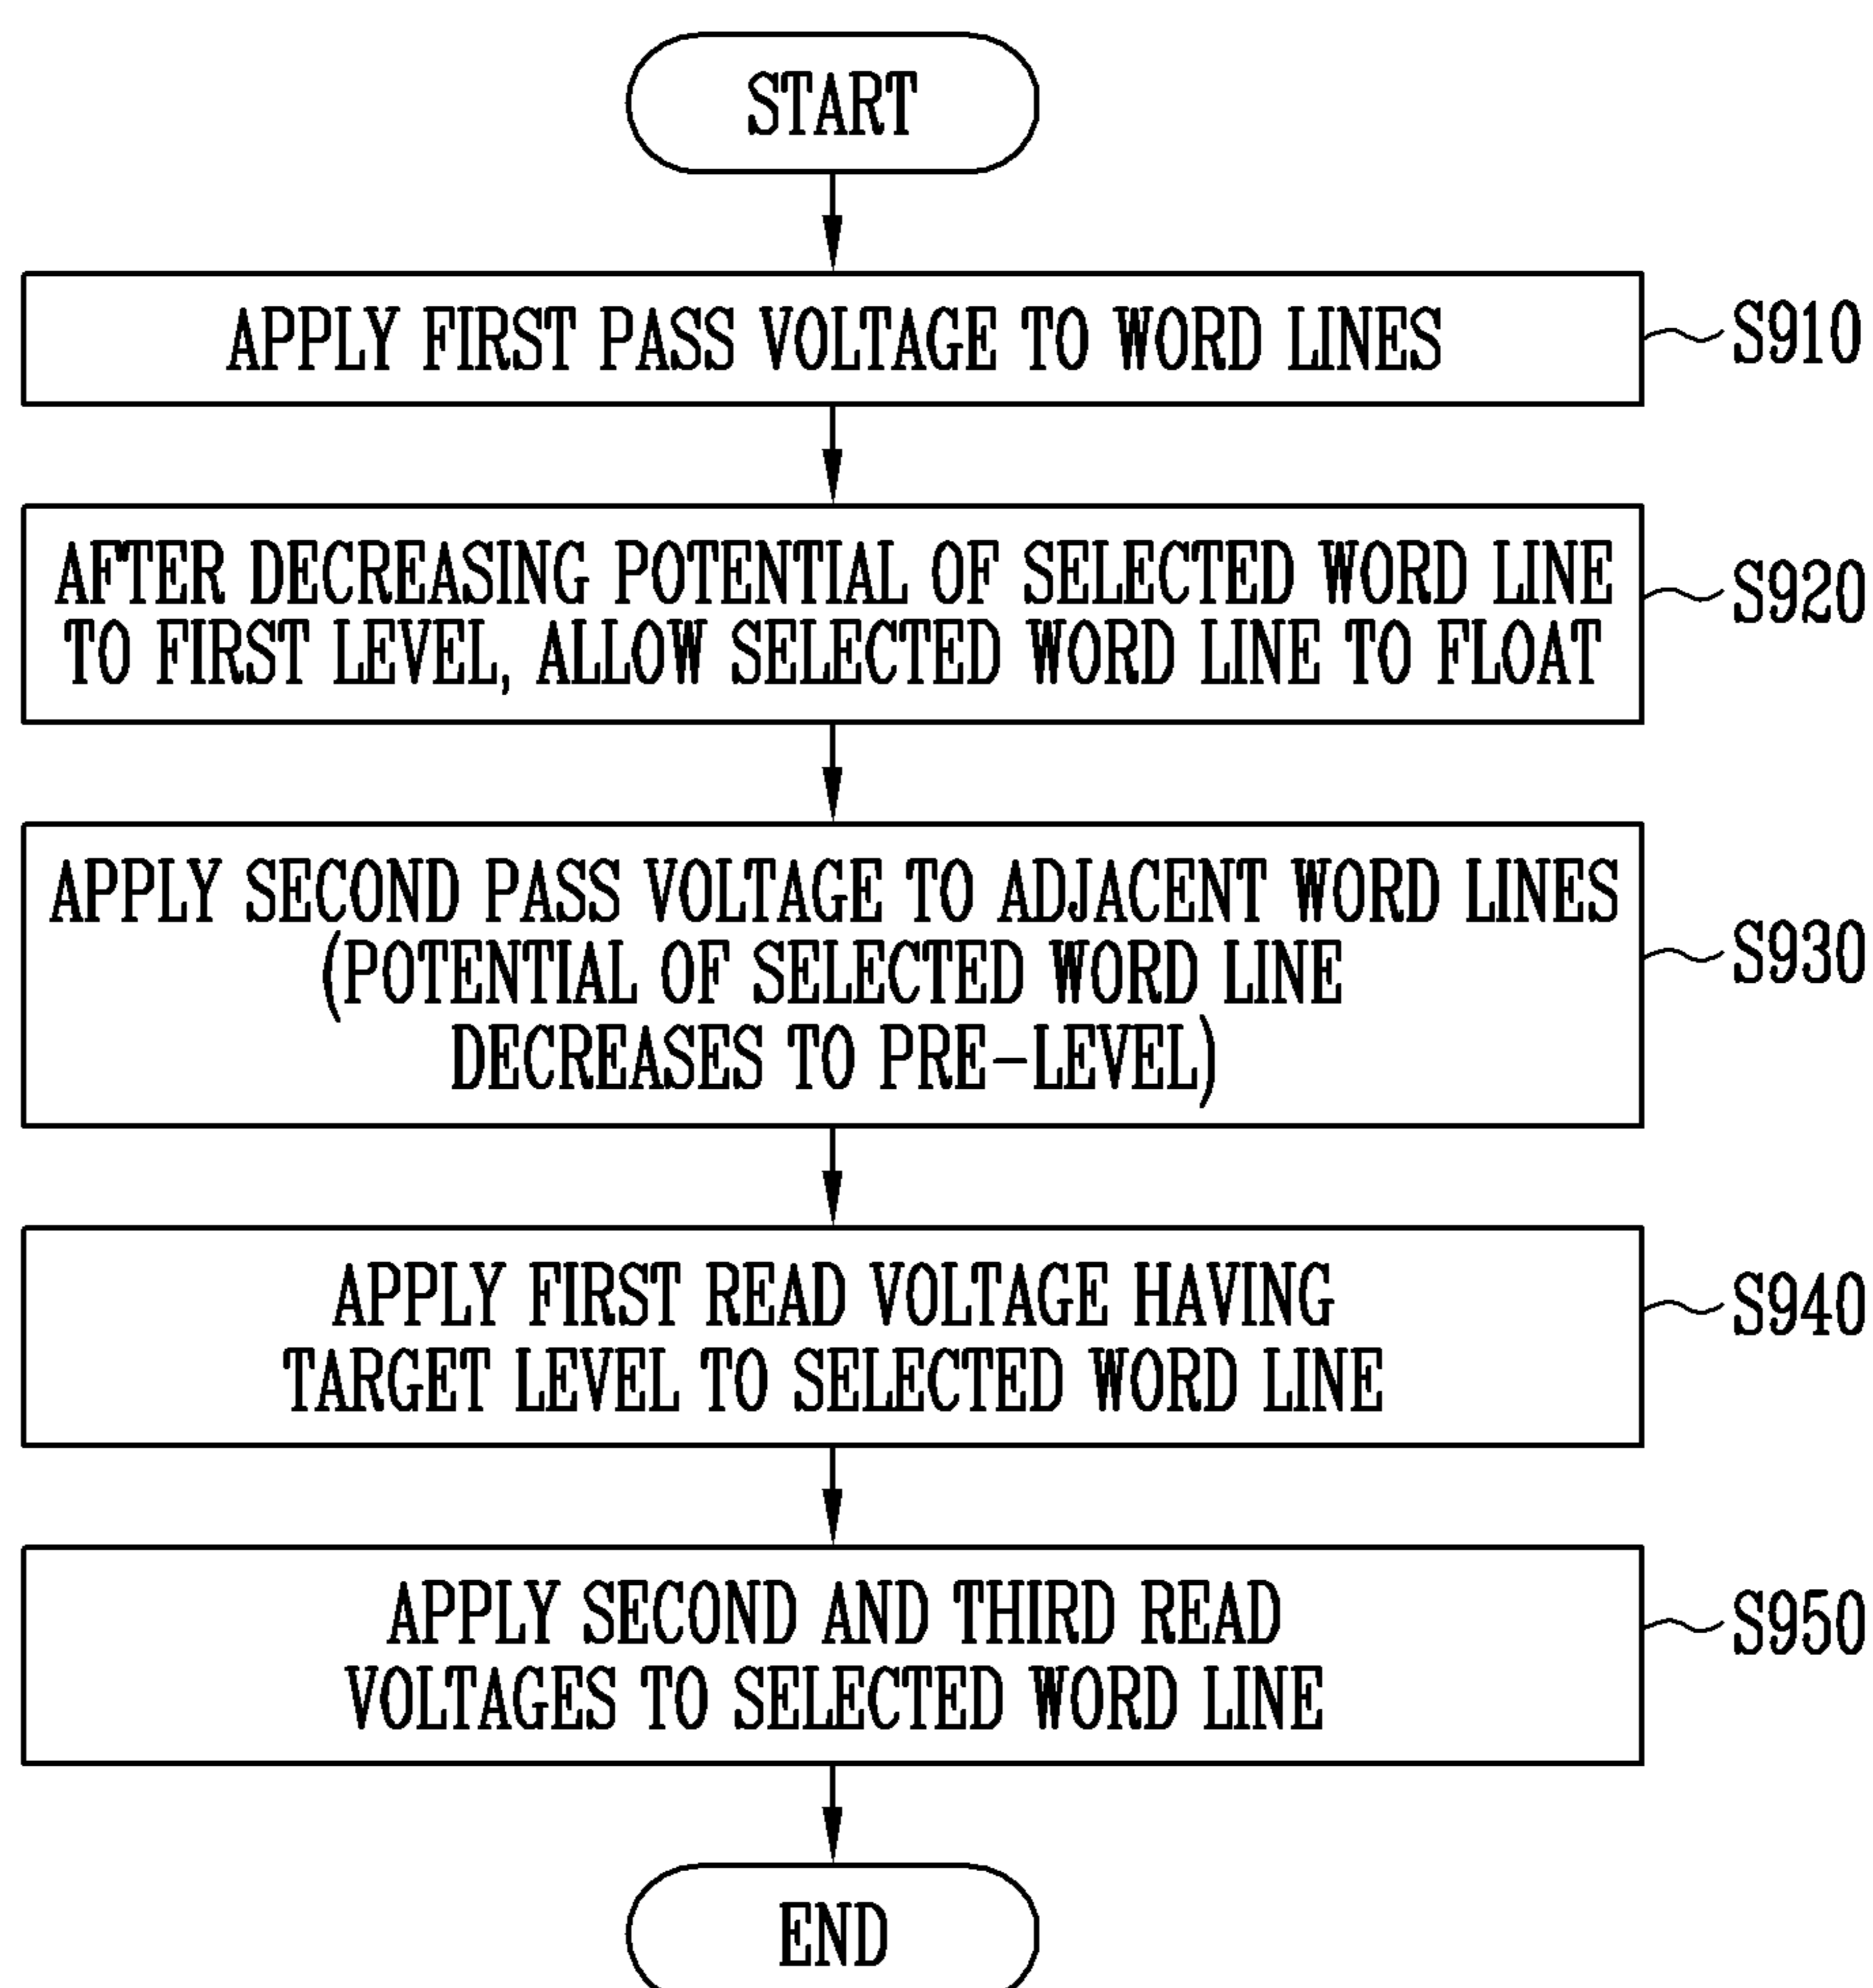 START
APPLY FIRST PASS VOLTAGE TO WORD LINES
S910
AFTER DECREASING POTENTIAL OF SELECTED WORD LINE
TO FIRST LEVEL, ALLOW SELECTED WORD LINE TO FLOAT
S920
APPLY SECOND PASS VOLTAGE TO ADJACENT WORD LINES
(POTENTIAL OF SELECTED WORD LINE
DECREASES TO PRE-LEVEL)
S930
APPLY FIRST READ VOLTAGE HAVING
TARGET LEVEL TO SELECTED WORD LINE
S940
APPLY SECOND AND THIRD READ
VOLTAGES TO SELECTED WORD LINE
S950
END